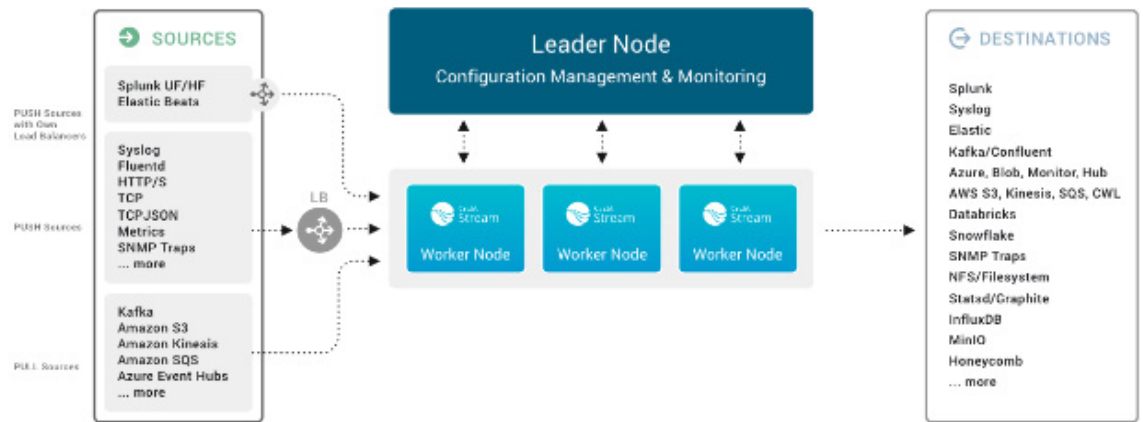 SOURCES
PUSH Sources
with Own
Load Balancers
Splunk UF/HF
Elastic Beats
PUSH Sources
Syslog
Fluentd
HTTP/S
TCP
TCPJSON
Metrics
SNMP Traps
... more
PULL Sources
Kafka
Amazon S3
Amazon Kinesis
Amazon SQS
Azure Event Hubs
... more
LB
Leader Node
Configuration Management & Monitoring
Cribl
Stream
Worker Node
Cribl
Stream
Worker Node
Cribl
Stream
Worker Node
DESTINATIONS
Splunk
Syslog
Elastic
Kafka/Confluent
Azure, Blob, Monitor, Hub
AWS S3, Kinesis, SQS, CWL
Databricks
Snowflake
SNMP Traps
NFS/Filesystem
Statsd/Graphite
InfluxDB
MinIO
Honeycomb
... more